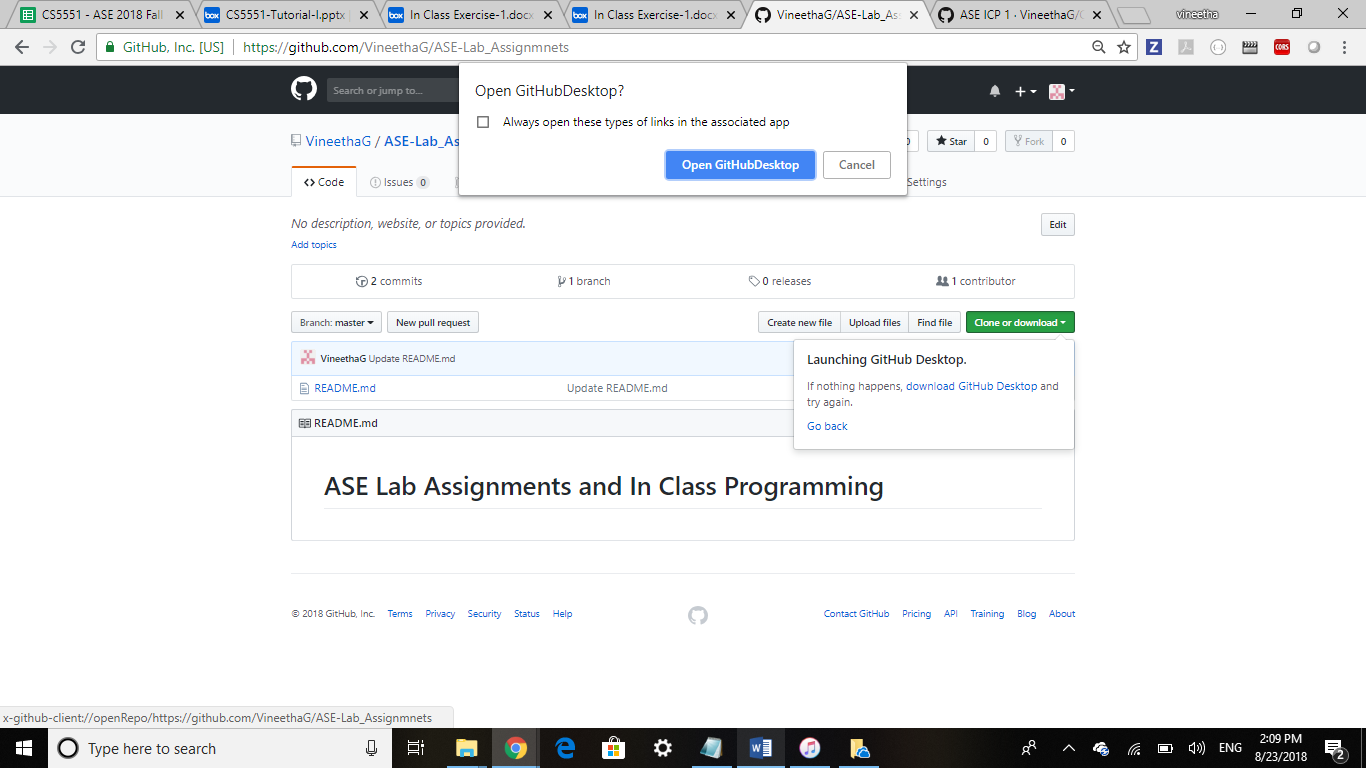 CS5551 - ASE 2018 Fall
CS5551-Tutorial-I.pptx
In Class Exercise-1.docx
In Class Exercise-1.docx
VineethaG/ASE-Lab_As
ASE ICP 1 · VineethaG/
vineetha
GitHub, Inc. [US]
https://github.com/VineethaG/ASE-Lab_Assignmnets
Search or jump to...
Open GitHubDesktop?
Always open these types of links in the associated app
Open GitHubDesktop
Cancel
VineethaG / ASE-Lab_As
0
Star
0
Fork
0
Code
Issues 0
Settings
No description, website, or topics provided.
Edit
Add topics
2 commits
1 branch
0 releases
1 contributor
Branch: master
New pull request
Create new file
Upload files
Find file
Clone or download
VineethaG Update README.md
README.md
Update README.md
Launching GitHub Desktop.
If nothing happens, download GitHub Desktop and
try again.
Go back
README.md
ASE Lab Assignments and In Class Programming
© 2018 GitHub, Inc.
Terms
Privacy
Security
Status
Help
Contact GitHub
Pricing
API
Training
Blog
About
x-github-client://openRepo/https://github.com/VineethaG/ASE-Lab_Assignmnets
Type here to search
ENG
2:09 PM
8/23/2018
2